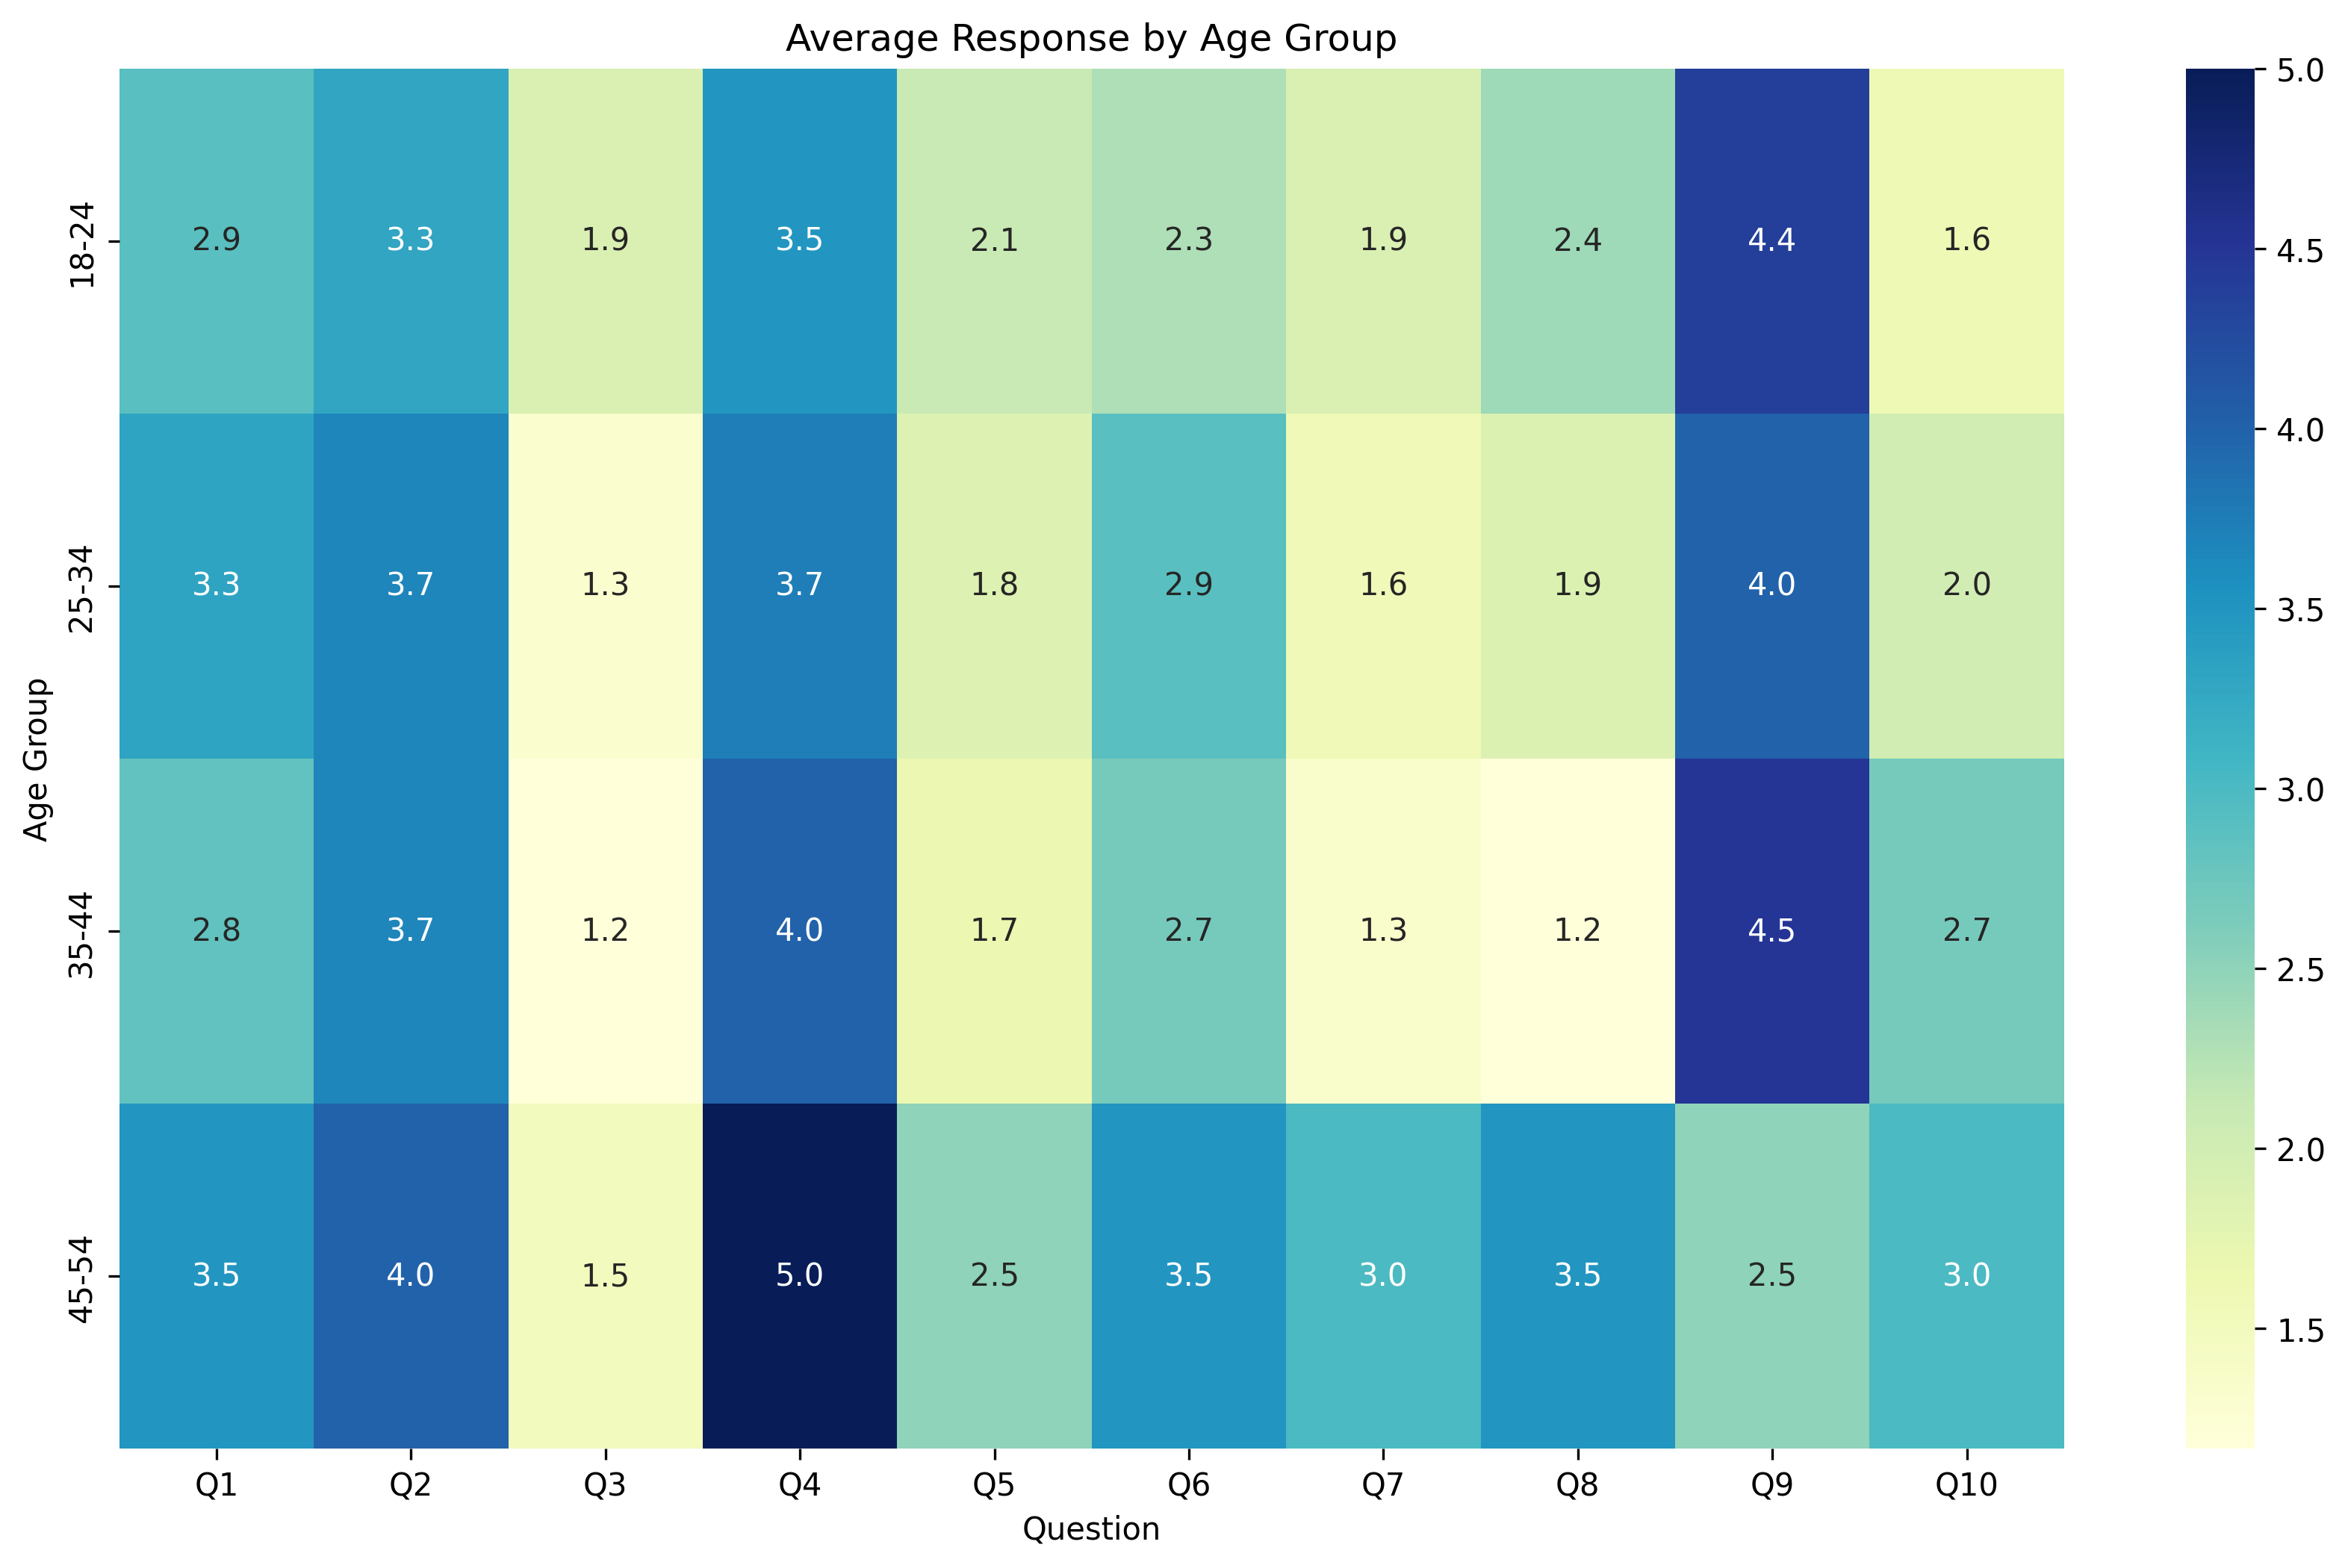 Average Response by Age Group
5.0
18-24 2.9 3.3 1.9 3.5 2.1 2.3 1.9 2.4 4.4 1.6
4.5
4.0
25-34 3.3 3.7 1.3 3.7 1.8 2.9 1.6 1.9 4.0 2.0
3.5
Age Group
3.0
35-44 2.8 3.7 1.2 4.0 1.7 2.7 1.3 1.2 4.5 2.7
2.5
2.0
45-54 3.5 4.0 1.5 5.0 2.5 3.5 3.0 3.5 2.5 3.0
1.5
Q1 Q2 Q3 Q4 Q5 Q6 Q7 Q8 Q9 Q10
Question